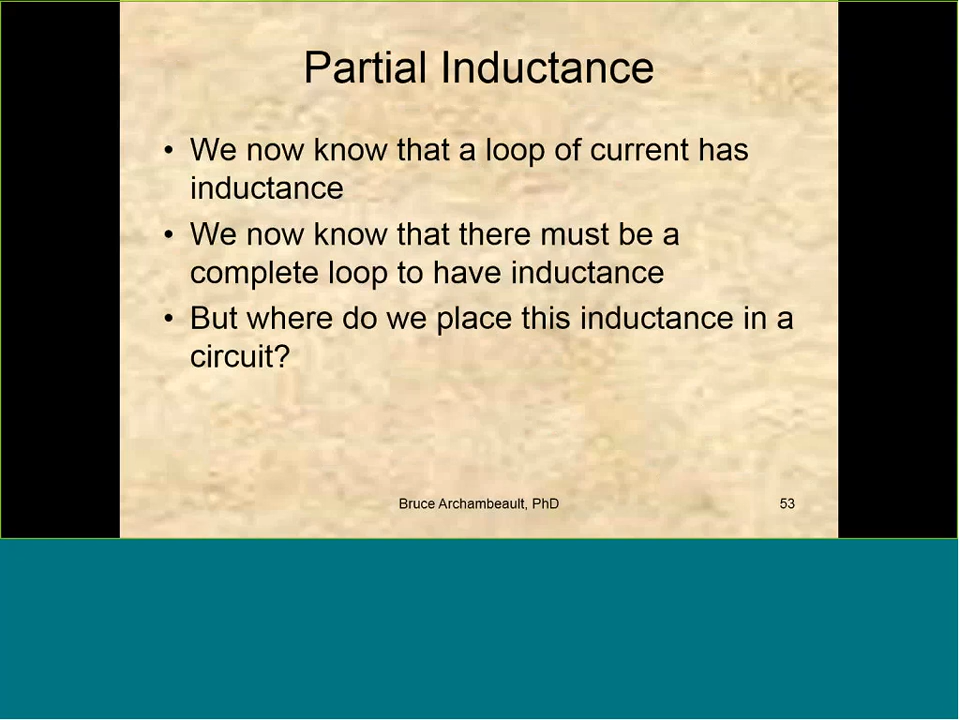 Partial Inductance
• We now know that a loop of current has
inductance
• We now know that there must be a
complete loop to have inductance
• But where do we place this inductance in a
circuit?
Bruce Archambeault, PhD
53